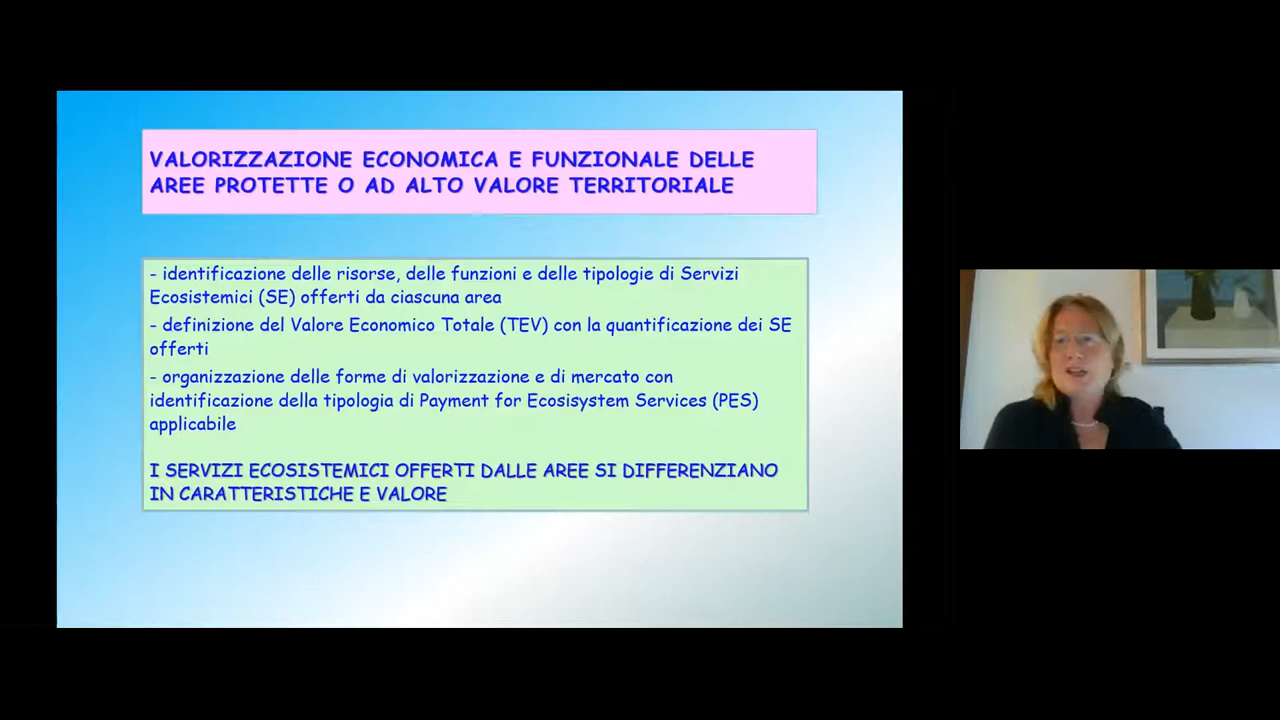 VALORIZZAZIONE ECONOMICA E FUNZIONALE DELLE
AREE PROTETTE O AD ALTO VALORE TERRITORIALE
- identificazione delle risorse, delle funzioni e delle tipologie di Servizi
Ecosistemici (SE) offerti da ciascuna area
- definizione del Valore Economico Totale (TEV) con la quantificazione dei SE
offerti
- organizzazione delle forme di valorizzazione e di mercato con
identificazione della tipologia di Payment for Ecosisystem Services (PES)
applicabile
I SERVIZI ECOSISTEMICI OFFERTI DALLE AREE SI DIFFERENZIANO
IN CARATTERISTICHE E VALORE